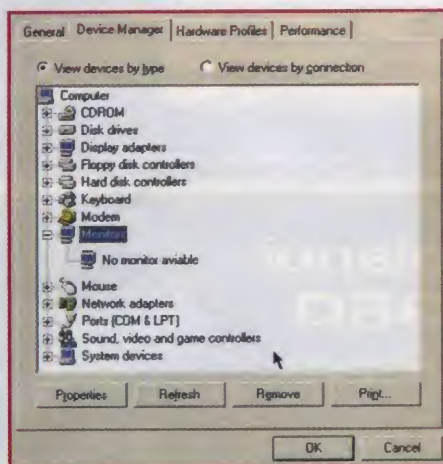 General Device Manager Hardware Profiles Performance
View devices by type View devices by connection
Computer
CDROM
Disk drives
Display adapters
Floppy disk controllers
Hard disk controllers
Keyboard
Modem
Monitors
No monitor aviable
Mouse
Network adapters
Ports (COM & LPT)
Sound, video and game controllers
System devices
Properties Refresh Remove Print...
OK Cancel